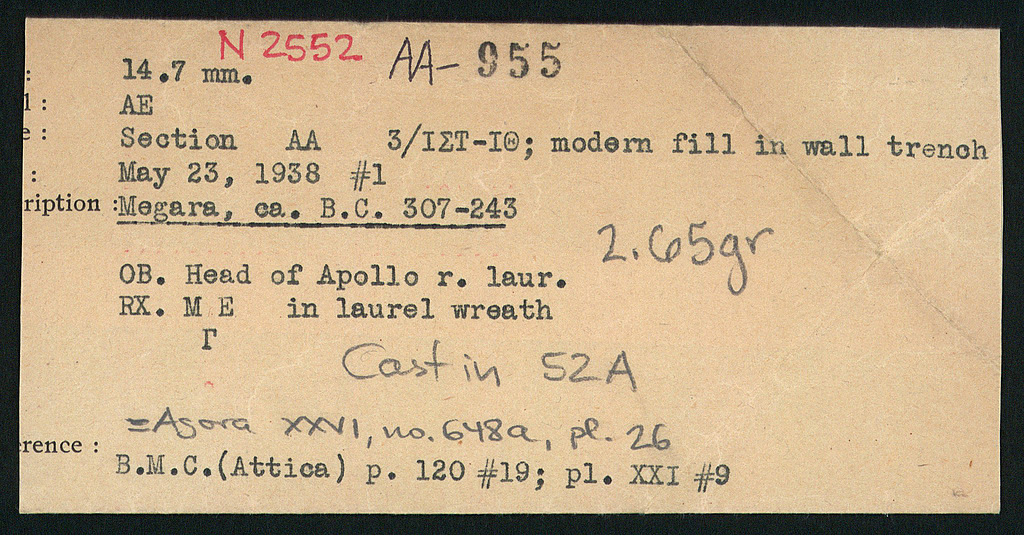 N 2552 AA- 955
: 14.7 mm.
l : AE
e : Section AA 3/ΙΣΤ-ΙΘ; modern fill in wall trench
: May 23, 1938 #1
ription : Megara, ca. B.C. 307-243
2.65gr
OB. Head of Apollo r. laur.
RX. M E in laurel wreath
Γ
Cast in 52A
=Agora XXVI, no. 648a, pl. 26
rence :
B.M.C.(Attica) p. 120 #19; pl. XXI #9